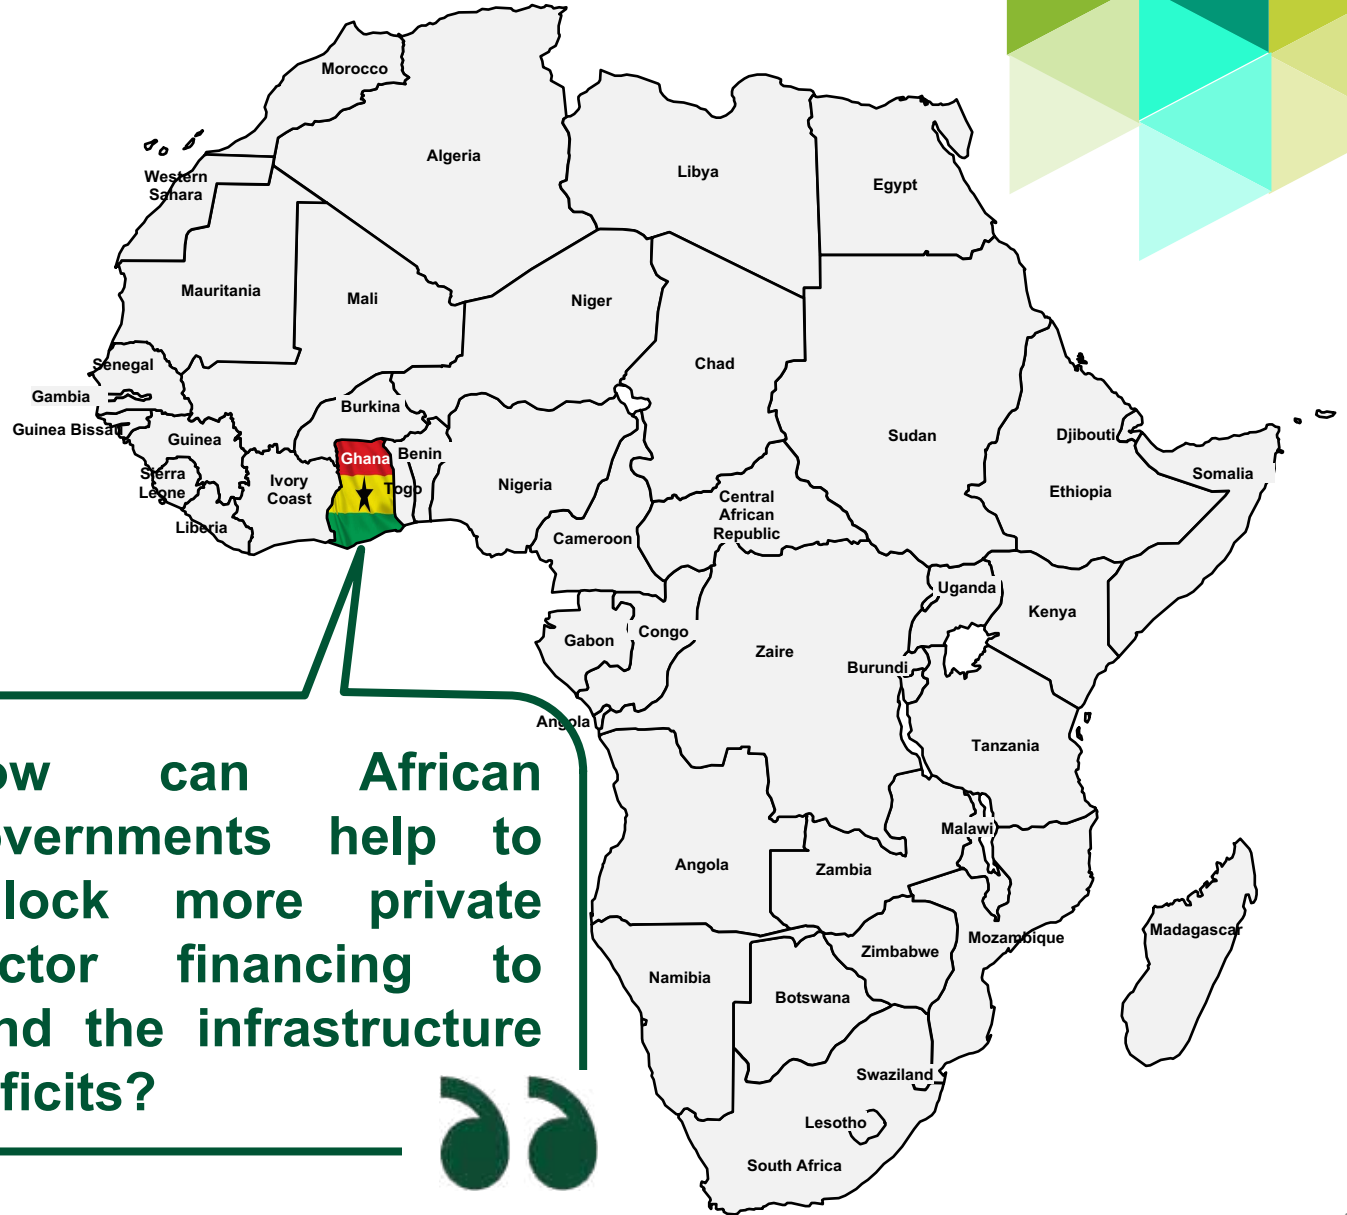 Morocco
Algeria
Libya
Egypt
Western
Sahara
Mauritania
Mali
Niger
Chad
Sudan
Senegal
Gambia
Guinea Bissau
Guinea
Burkina
Ghana
Benin
Togo
Nigeria
Sierra
Leone
Ivory
Coast
Liberia
Cameroon
Central
African
Republic
Djibouti
Somalia
Ethiopia
Uganda
Kenya
Gabon
Congo
Zaire
Burundi
Angola
Tanzania
ow can African
overnments help to
lock more private
ctor financing to
nd the infrastructure
ficits?
”
Angola
Zambia
Malawi
Mozambique
Madagascar
Namibia
Zimbabwe
Botswana
Swaziland
Lesotho
South Africa